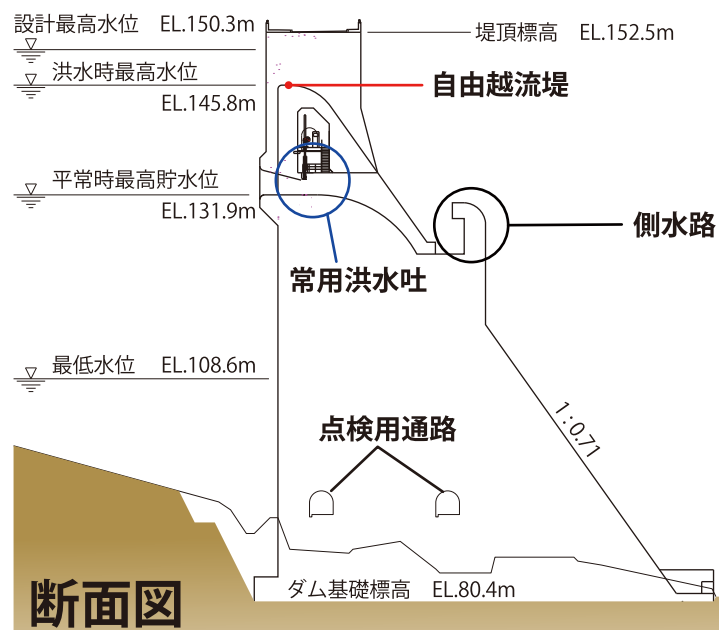 設計最高水位 EL.150.3m
堤頂標高 EL.152.5m
洪水時最高水位
EL.145.8m
自由越流堤
平常時最高貯水位
EL.131.9m
側水路
常用洪水吐
最低水位 EL.108.6m
1:0.71
点検用通路
ダム基礎標高 EL.80.4m
断面図